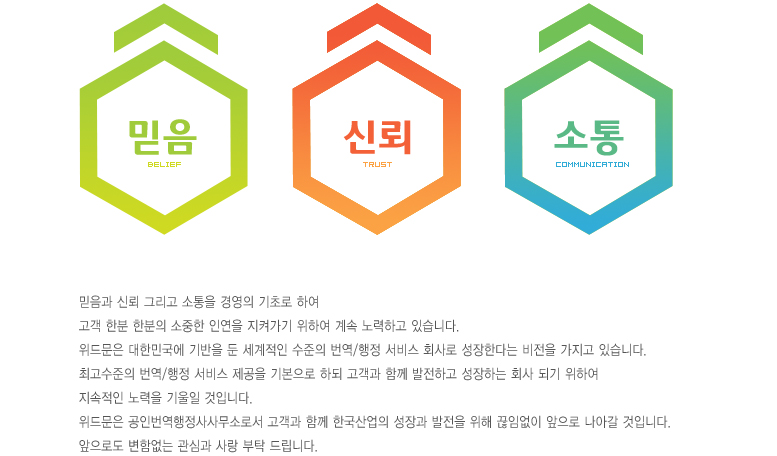 믿음 신뢰 소통
BELIEF TRUST COMMUNICATION
믿음과 신뢰 그리고 소통을 경영의 기초로 하여
고객 한분 한분의 소중한 인연을 지켜가기 위하여 계속 노력하고 있습니다.
위드문은 대한민국에 기반을 둔 세계적인 수준의 번역/행정 서비스 회사로 성장한다는 비전을 가지고 있습니다.
최고수준의 번역/행정 서비스 제공을 기본으로 하되 고객과 함께 발전하고 성장하는 회사 되기 위하여
지속적인 노력을 기울일 것입니다.
위드문은 공인번역행정사사무소로서 고객과 함께 한국산업의 성장과 발전을 위해 끊임없이 앞으로 나아갈 것입니다.
앞으로도 변함없는 관심과 사랑 부탁 드립니다.